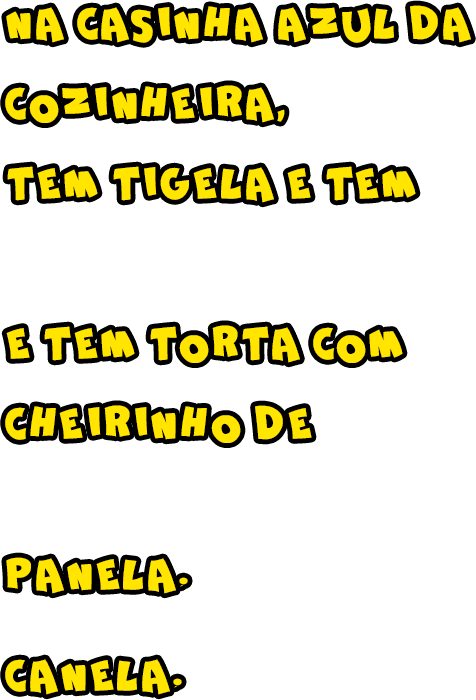 NA CASINHA AZUL DA
COZINHEIRA,
TEM TIGELA E TEM
E TEM TORTA COM
CHEIRINHO DE
PANELA.
CANELA.